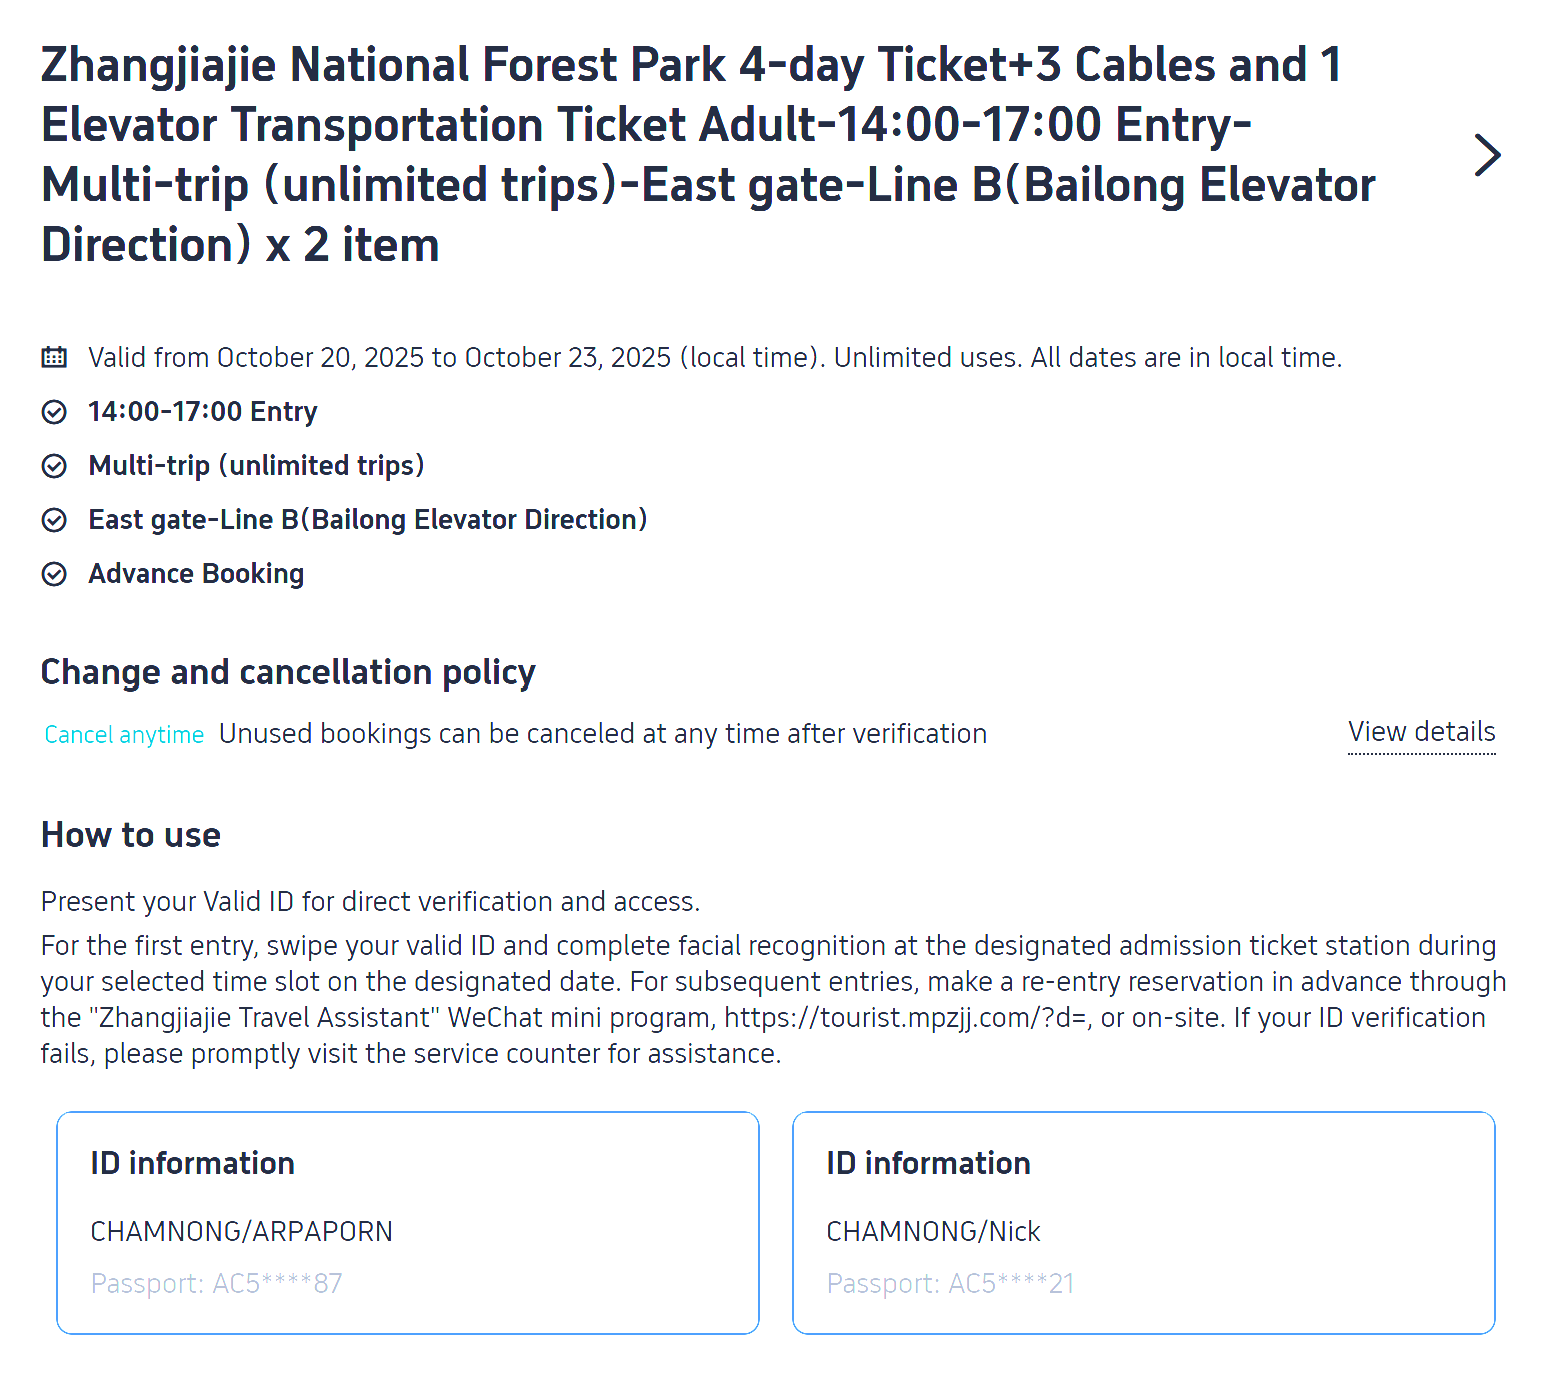 Zhangjiajie National Forest Park 4-day Ticket+3 Cables and 1
Elevator Transportation Ticket Adult-14:00-17:00 Entry-
Multi-trip (unlimited trips)-East gate-Line B(Bailong Elevator
Direction) x 2 item
Valid from October 20, 2025 to October 23, 2025 (local time). Unlimited uses. All dates are in local time.
14:00-17:00 Entry
Multi-trip (unlimited trips)
East gate-Line B(Bailong Elevator Direction)
Advance Booking
Change and cancellation policy
Cancel anytime Unused bookings can be canceled at any time after verification View details
How to use
Present your Valid ID for direct verification and access.
For the first entry, swipe your valid ID and complete facial recognition at the designated admission ticket station during
your selected time slot on the designated date. For subsequent entries, make a re-entry reservation in advance through
the "Zhangjiajie Travel Assistant" WeChat mini program, https://tourist.mpzjj.com/?d=, or on-site. If your ID verification
fails, please promptly visit the service counter for assistance.
ID information
CHAMNONG/ARPAPORN
Passport: AC5****87
ID information
CHAMNONG/Nick
Passport: AC5****21